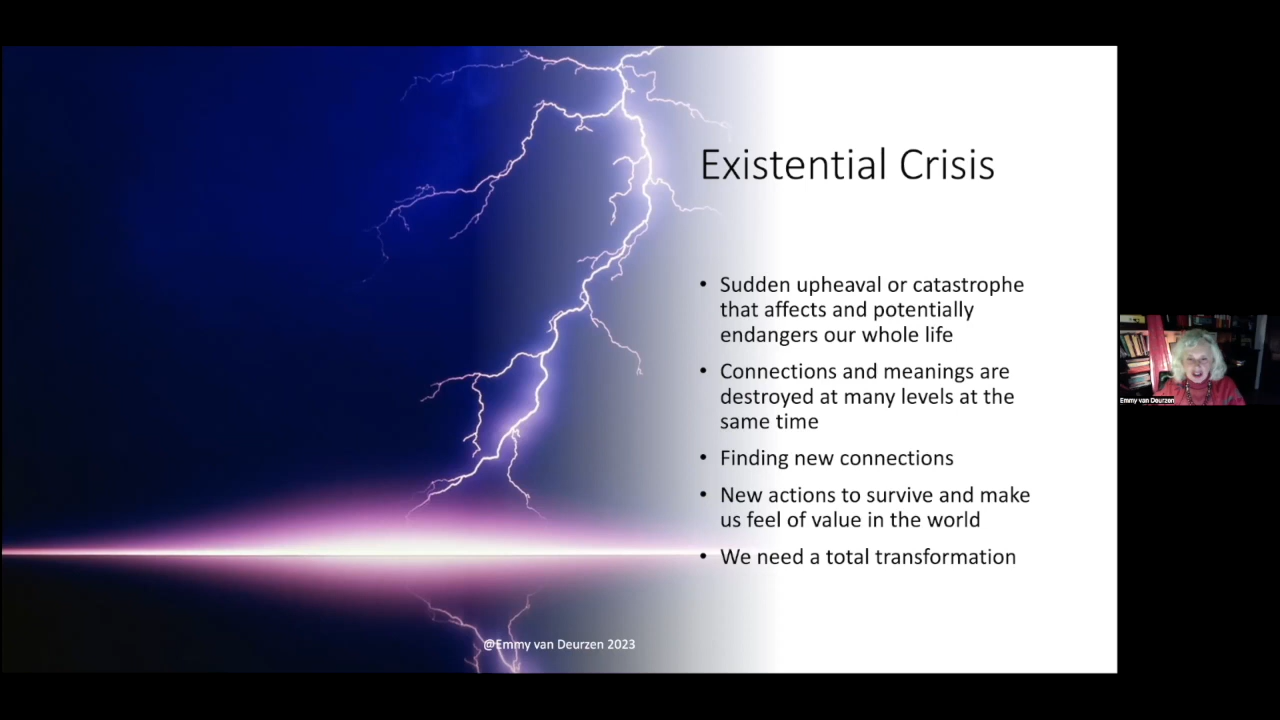 Existential Crisis
• Sudden upheaval or catastrophe
that affects and potentially
endangers our whole life
• Connections and meanings are
destroyed at many levels at the
same time
• Finding new connections
• New actions to survive and make
us feel of value in the world
• We need a total transformation
@Emmy van Deurzen 2023
Emmy van Deurzen